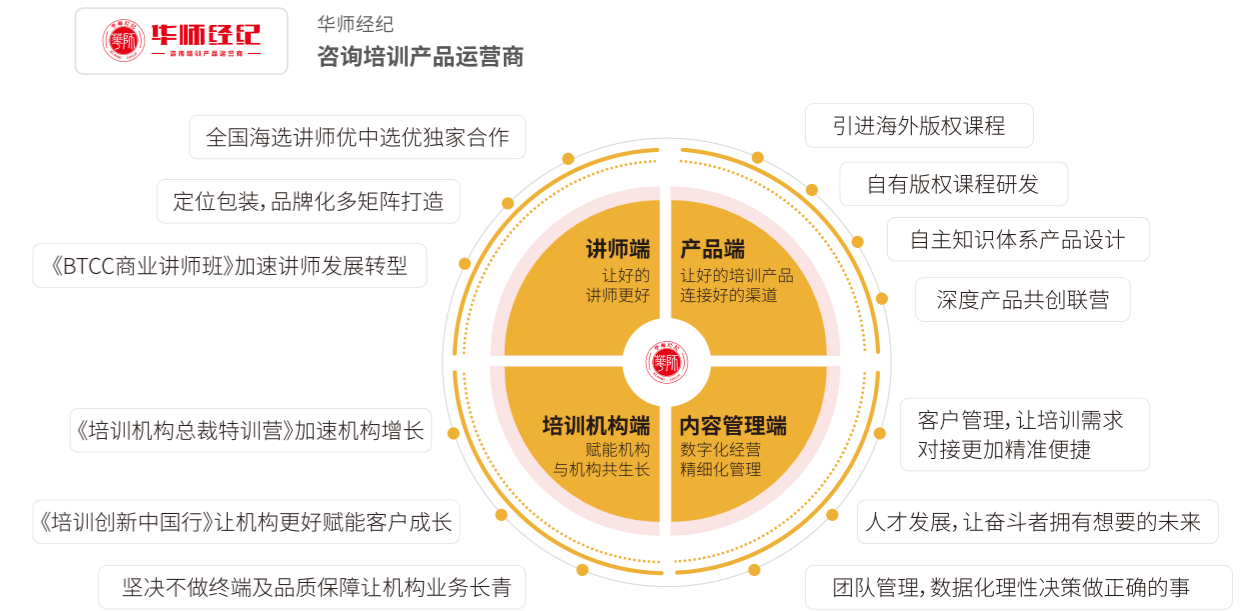 华师经纪
咨询培训产品运营商
华师经纪
咨询培训产品运营商
全国海选讲师优中选优独家合作
定位包装，品牌化多矩阵打造
《BTCC商业讲师班》加速讲师发展转型
引进海外版权课程
自有版权课程研发
自主知识体系产品设计
深度产品共创联营
讲师端
让好的
讲师更好
产品端
让好的培训产品
连接好的渠道
培训机构端
赋能机构
与机构共生长
内容管理端
数字化经营
精细化管理
《培训机构总裁特训营》加速机构增长
《培训创新中国行》让机构更好赋能客户成长
坚决不做终端及品质保障让机构业务长青
客户管理，让培训需求
对接更加精准便捷
人才发展，让奋斗者拥有想要的未来
团队管理，数据化理性决策做正确的事